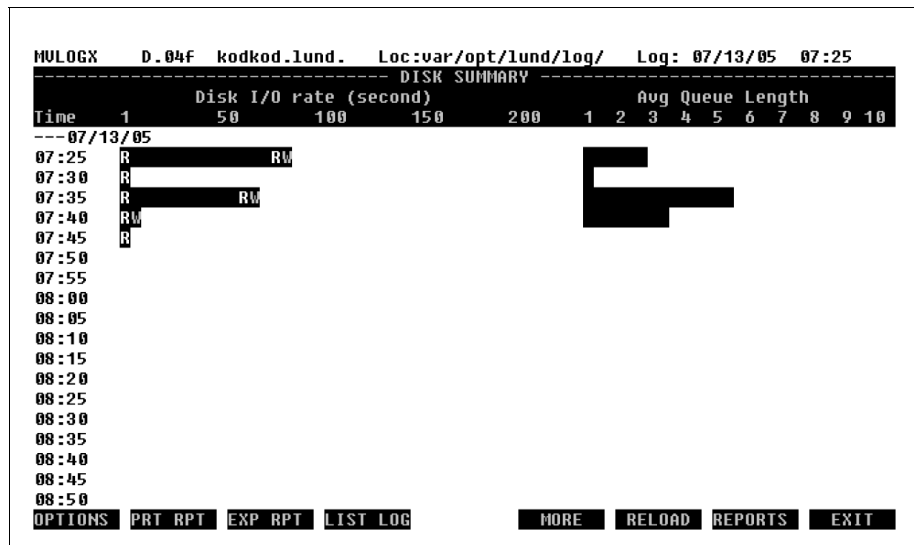 MVLOGX D.04f kodkod.lund. Loc:var/opt/lund/log/ Log: 07/13/05 07:25
---------------------------------- DISK SUMMARY ---------------------------------
Disk I/O rate (second) Avg Queue Length
Time 1 50 100 150 200 1 2 3 4 5 6 7 8 9 10
---07/13/05
07:25 R RW
07:30 R
07:35 R RW
07:40 RW
07:45 R
07:50
07:55
08:00
08:05
08:10
08:15
08:20
08:25
08:30
08:35
08:40
08:45
08:50
OPTIONS PRT RPT EXP RPT LIST LOG MORE RELOAD REPORTS EXIT